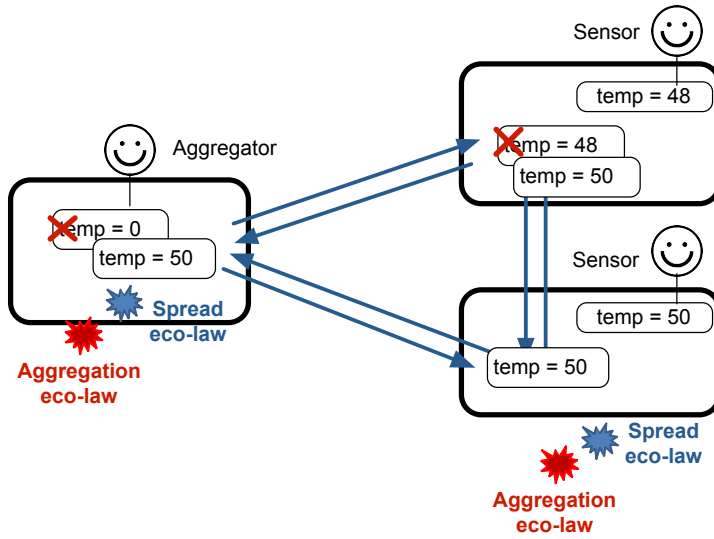 Sensor
temp = 48
temp = 48
temp = 50
Aggregator
temp = 0
temp = 50
Spread
eco-law
Aggregation
eco-law
Sensor
temp = 50
temp = 50
Spread
eco-law
Aggregation
eco-law